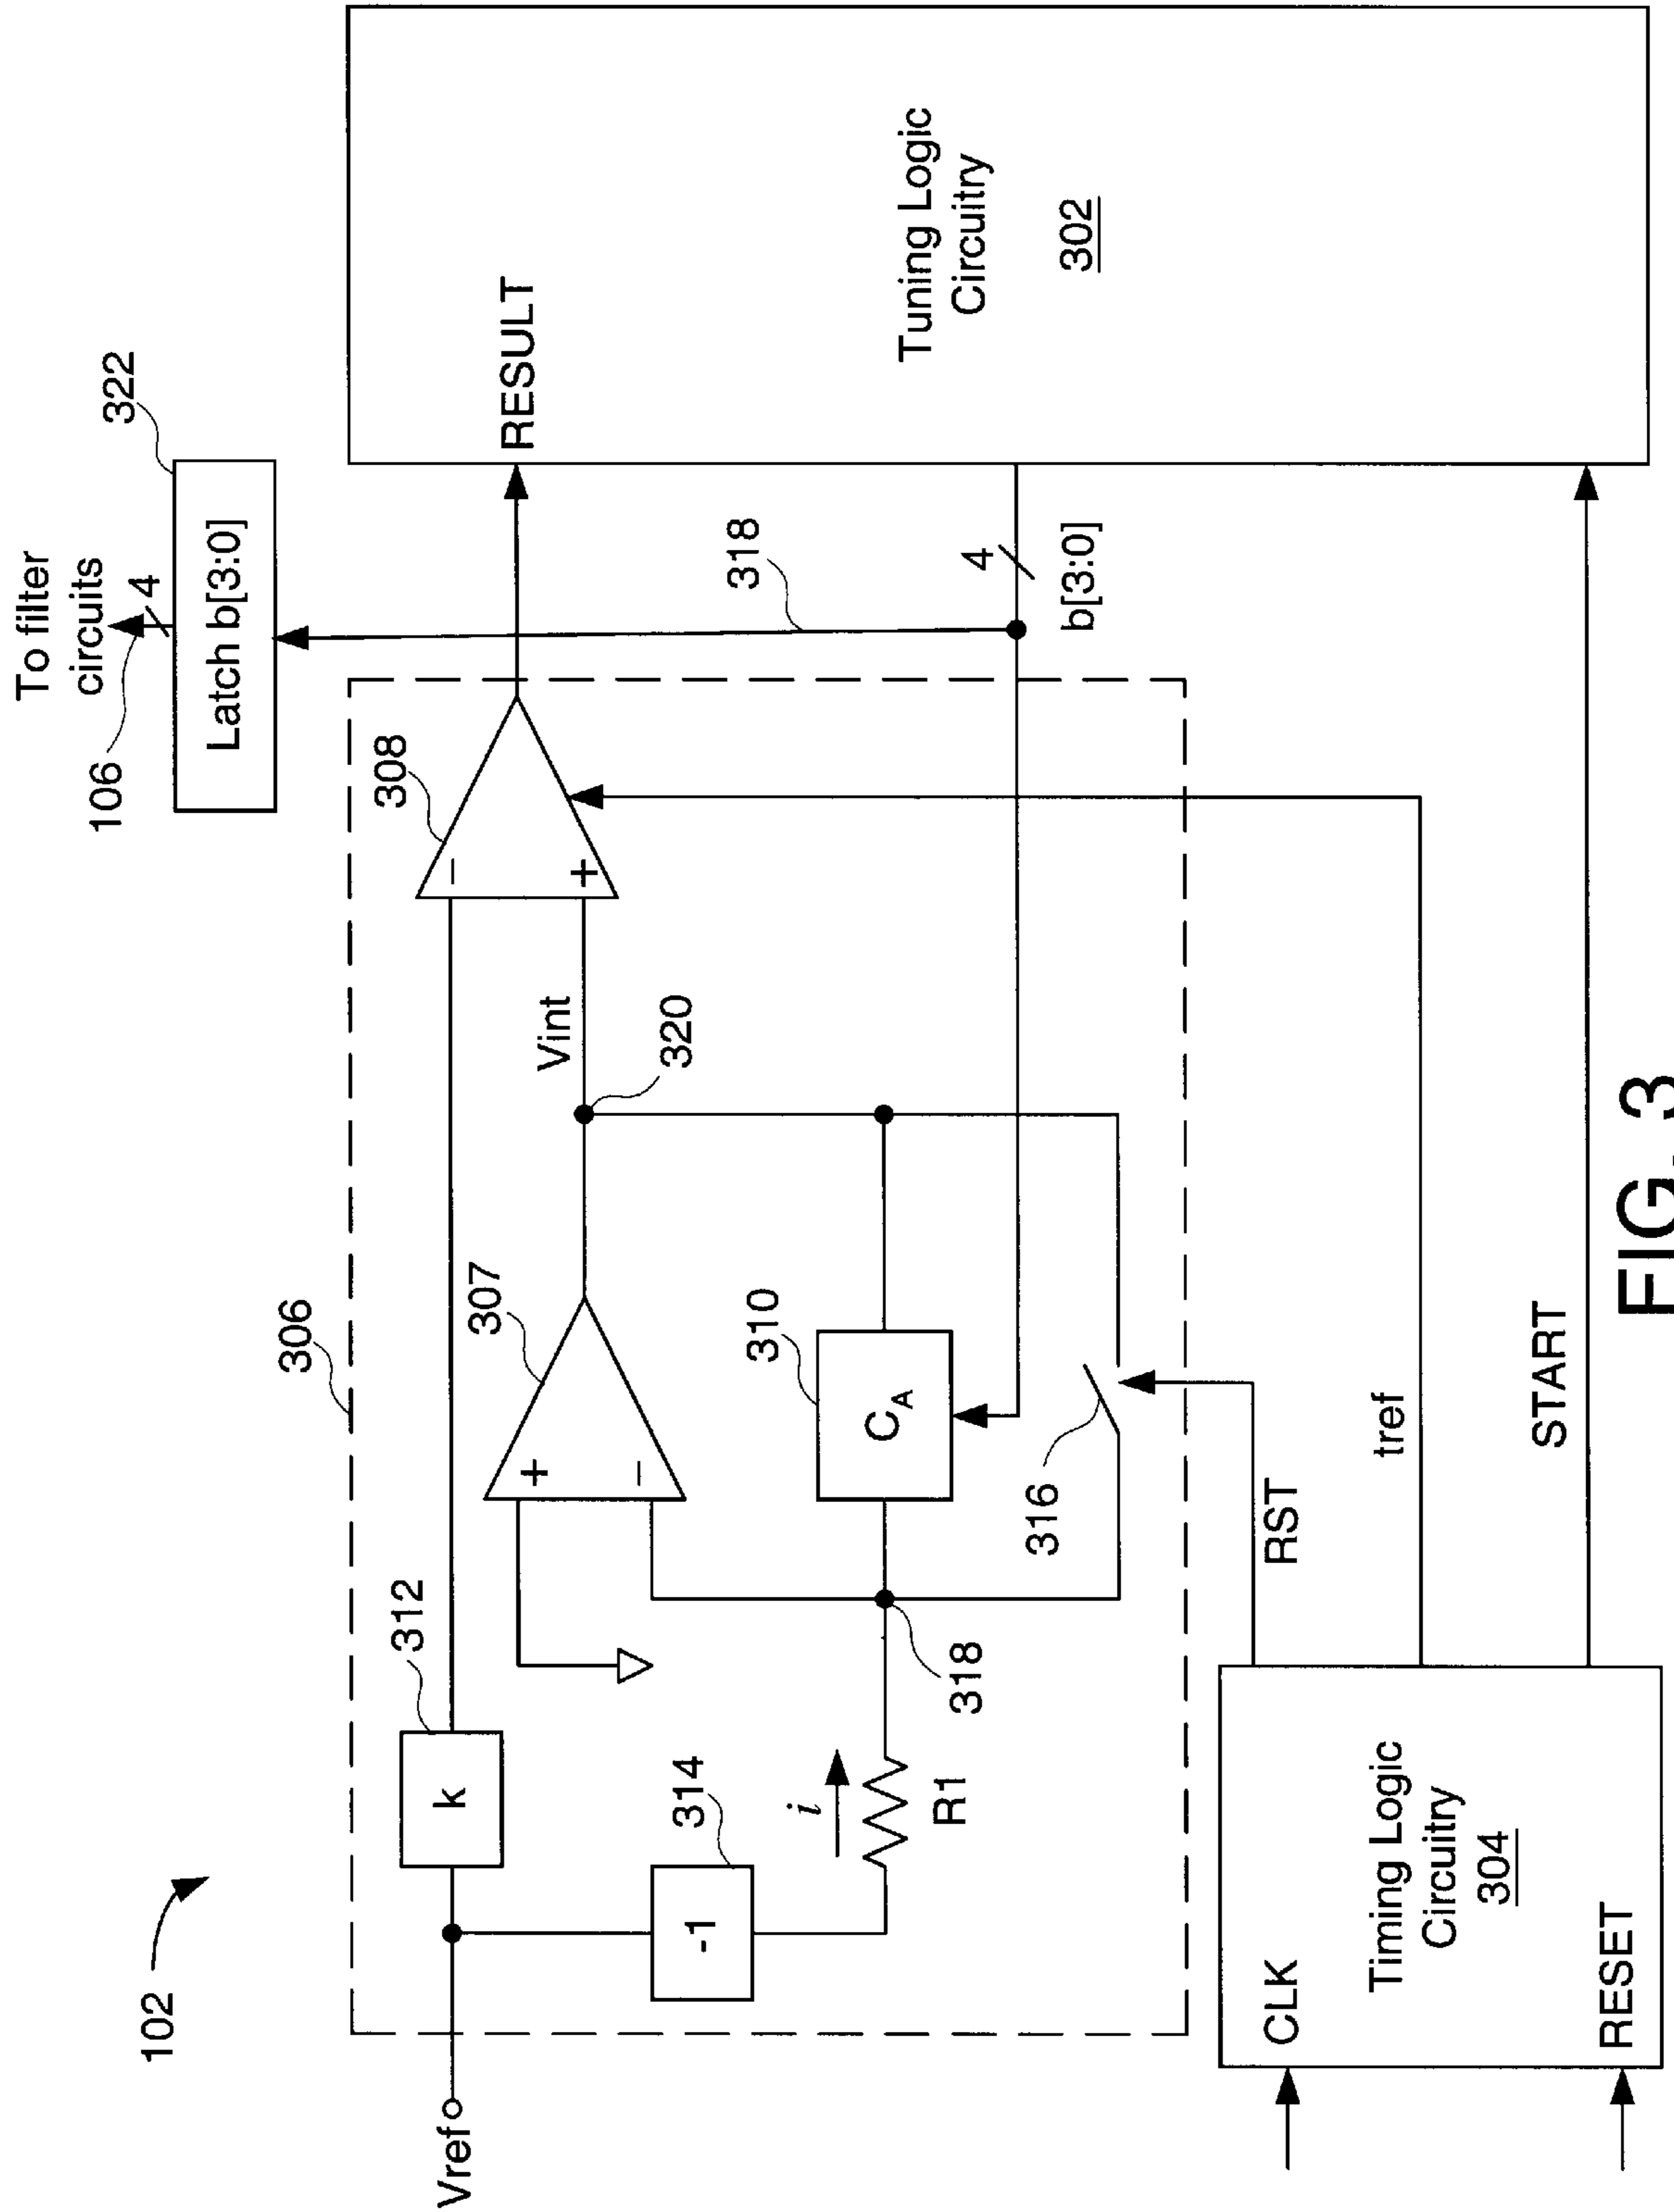 To filter
circuits
106
4
322
Latch b[3:0]
102
306
308
RESULT
Vref
312
k
307
+
−
−
+
Vint
320
318
4
b[3:0]
Tuning Logic
Circuitry
302
314
-1
i
R1
318
310
CA
316
RST
tref
START
CLK
Timing Logic
Circuitry
304
RESET
FIG. 3